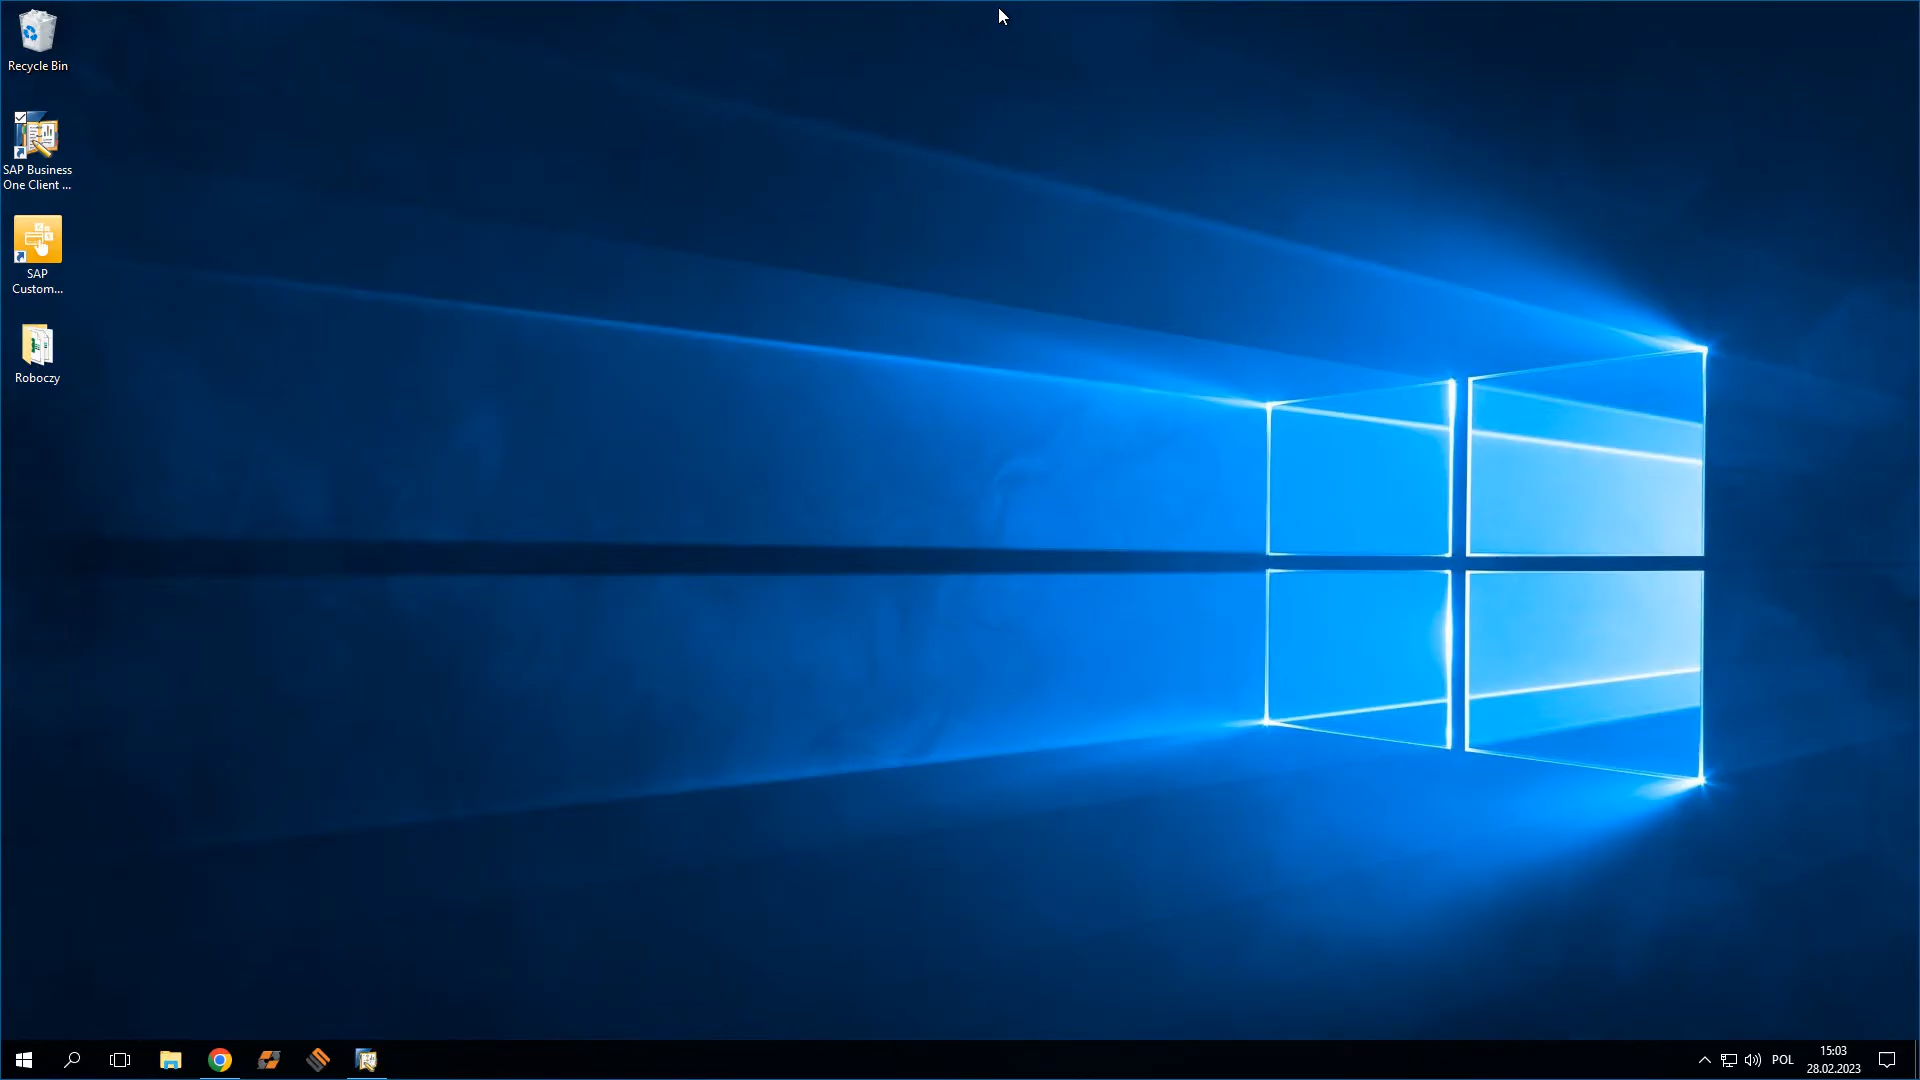 Recycle Bin
SAP Business
One Client ...
SAP
Custom...
Roboczy
POL
15:03
28.02.2023